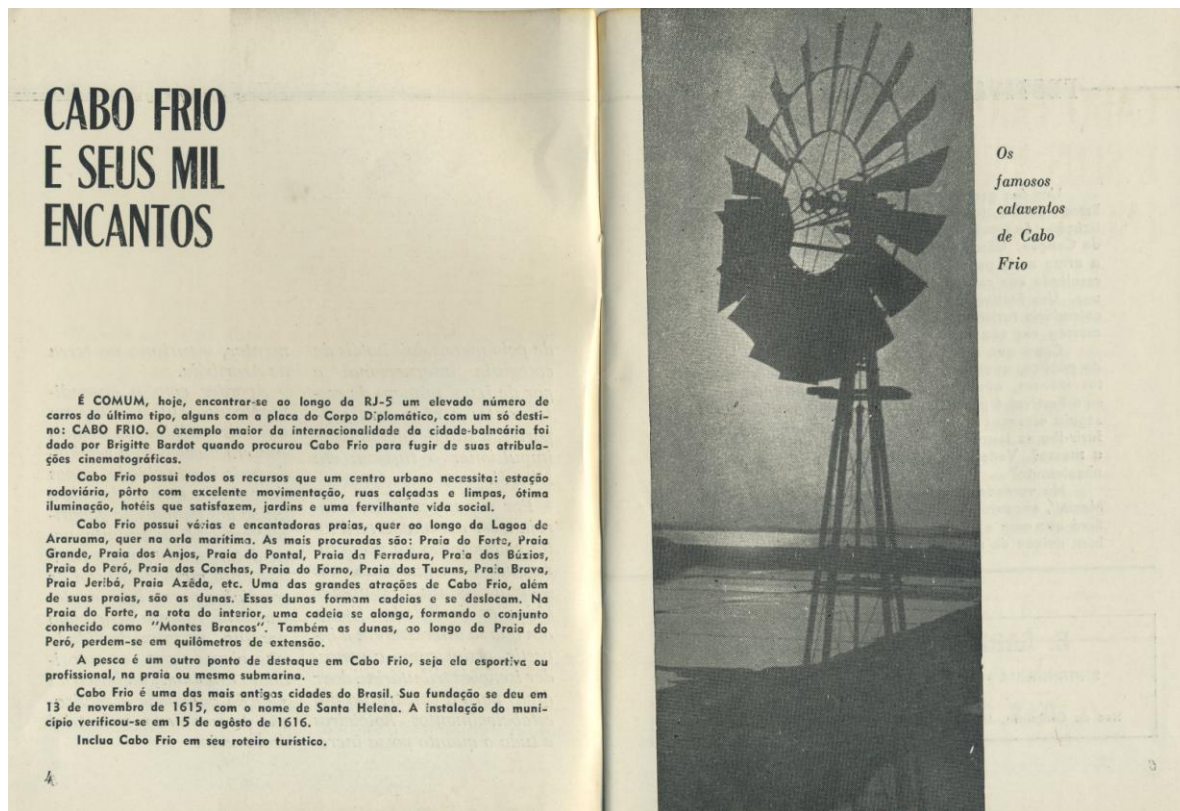 CABO FRIO
E SEUS MIL
ENCANTOS
É COMUM, hoje, encontrar-se ao longo da RJ-5 um elevado número de
carros do último tipo, alguns com a placa do Corpo Diplomático, com um só desti-
no: CABO FRIO. O exemplo maior da internacionalidade da cidade-balneária foi
dado por Brigitte Bardot quando procurou Cabo Frio para fugir de suas atribula-
ções cinematográficas.
Cabo Frio possui todos os recursos que um centro urbano necessita: estação
rodoviária, pôrto com excelente movimentação, ruas calçadas e limpas, ótima
iluminação, hotéis que satisfazem, jardins e uma fervilhante vida social.
Cabo Frio possui várias e encantadoras praias, quer ao longo da Lagoa de
Araruama, quer na orla marítima. As mais procuradas são: Praia do Forte, Praia
Grande, Praia dos Anjos, Praia do Pontal, Praia da Ferradura, Praia dos Búzios,
Praia do Peró, Praia das Conchas, Praia do Forno, Praia dos Tucuns, Praia Brava,
Praia Jeribá, Praia Azêda, etc. Uma das grandes atrações de Cabo Frio, além
de suas praias, são as dunas. Essas dunas formam cadeias e se deslocam. Na
Praia do Forte, na rota do interior, uma cadeia se alonga, formando o conjunto
conhecido como "Montes Brancos". Também as dunas, ao longo da Praia do
Peró, perdem-se em quilômetros de extensão.
A pesca é um outro ponto de destaque em Cabo Frio, seja ela esportiva ou
profissional, na praia ou mesmo submarina.
Cabo Frio é uma das mais antigas cidades do Brasil. Sua fundação se deu em
13 de novembro de 1615, com o nome de Santa Helena. A instalação do muni-
cípio verificou-se em 15 de agôsto de 1616.
Inclua Cabo Frio em seu roteiro turístico.
4
Os
famosos
cataventos
de Cabo
Frio